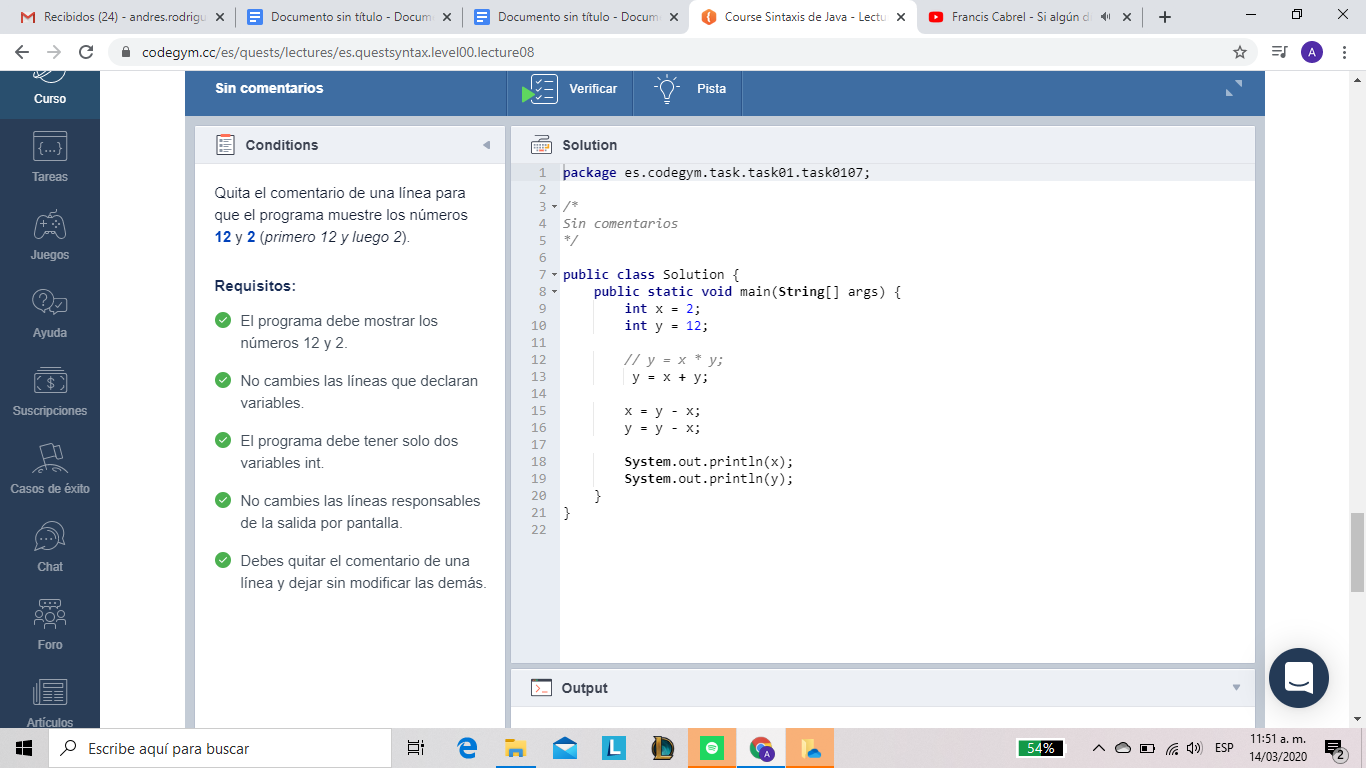 Recibidos (24) - andres.rodrigu
Documento sin título - Docum
Documento sin título - Docum
Course Sintaxis de Java - Lectu
Francis Cabrel - Si algún d
codegym.cc/es/quests/lectures/es.questsyntax.level00.lecture08
A
Curso
Tareas
Juegos
Ayuda
Suscripciones
Casos de éxito
Chat
Foro
Artículos
Sin comentarios
Verificar
Pista
Conditions
Quita el comentario de una línea para
que el programa muestre los números
12 y 2 (primero 12 y luego 2).
Requisitos:
El programa debe mostrar los
números 12 y 2.
No cambies las líneas que declaran
variables.
El programa debe tener solo dos
variables int.
No cambies las líneas responsables
de la salida por pantalla.
Debes quitar el comentario de una
línea y dejar sin modificar las demás.
Solution
1 package es.codegym.task.task01.task0107;
2
3 /*
4 Sin comentarios
5 */
6
7 public class Solution {
8 public static void main(String[] args) {
9 int x = 2;
10 int y = 12;
11
12 // y = x * y;
13 y = x + y;
14
15 x = y - x;
16 y = y - x;
17
18 System.out.println(x);
19 System.out.println(y);
20 }
21 }
22
Output
Escribe aquí para buscar
L
A
54%
ESP
11:51 a. m.
14/03/2020
2